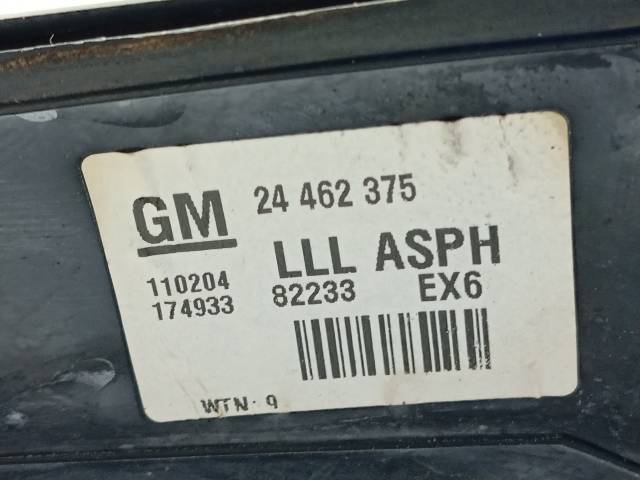 GM 24 462 375
LLL ASPH
110204
174933 82233 EX6
WTN: 9